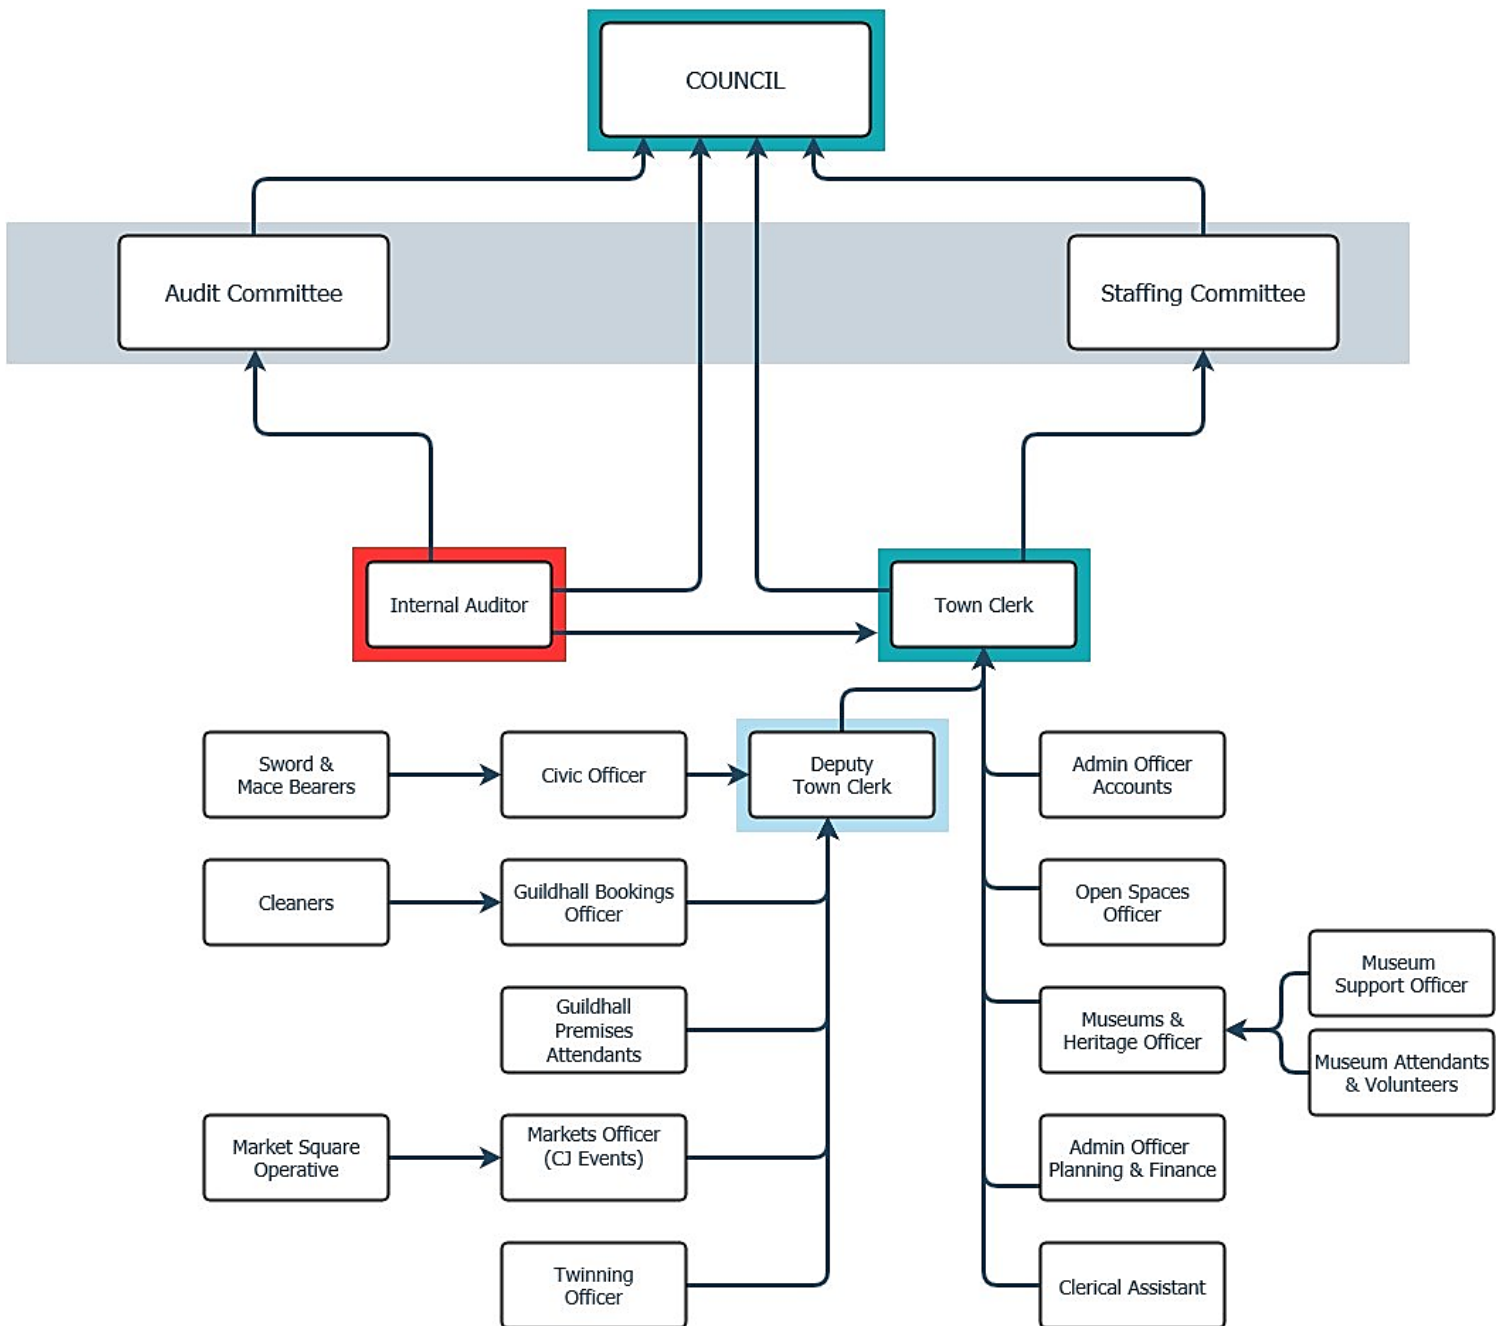 COUNCIL
Audit Committee
Staffing Committee
Internal Auditor
Town Clerk
Sword &
Mace Bearers
Civic Officer
Deputy
Town Clerk
Admin Officer
Accounts
Cleaners
Guildhall Bookings
Officer
Open Spaces
Officer
Guildhall
Premises
Attendants
Museums &
Heritage Officer
Museum
Support Officer
Museum Attendants
& Volunteers
Market Square
Operative
Markets Officer
(CJ Events)
Admin Officer
Planning & Finance
Twinning
Officer
Clerical Assistant